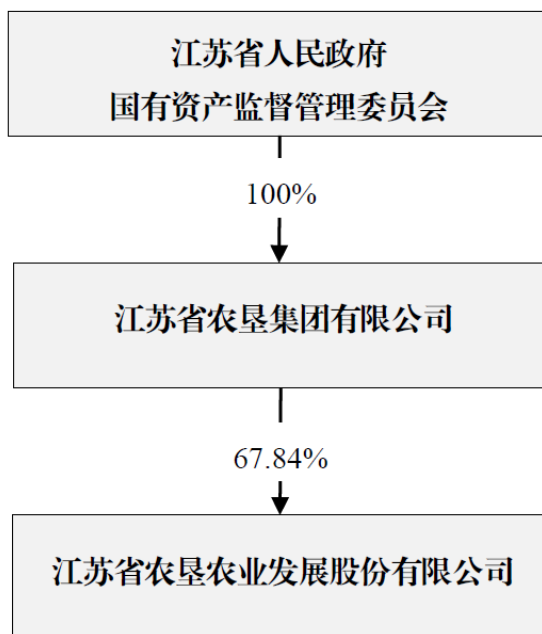 江苏省人民政府
国有资产监督管理委员会
100%
江苏省农垦集团有限公司
67.84%
江苏省农垦农业发展股份有限公司